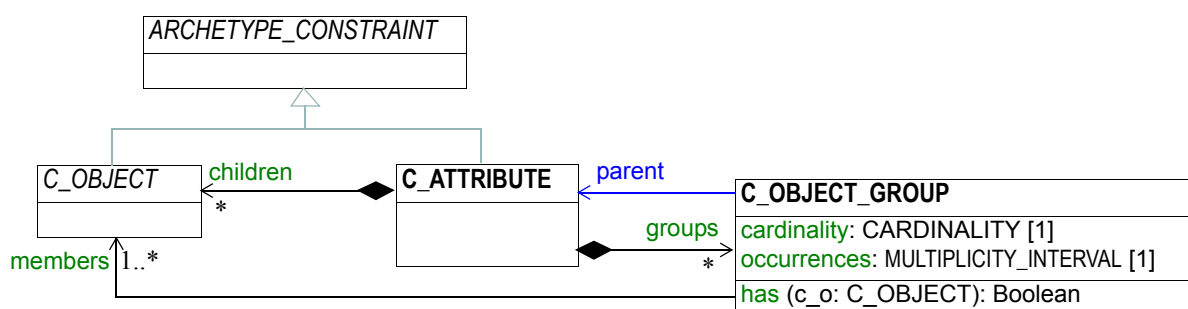 ARCHETYPE_CONSTRAINT
C_OBJECT
children
*
C_ATTRIBUTE
parent
C_OBJECT_GROUP
cardinality: CARDINALITY [1]
occurrences: MULTIPLICITY_INTERVAL [1]
has (c_o: C_OBJECT): Boolean
groups
*
members 1..*